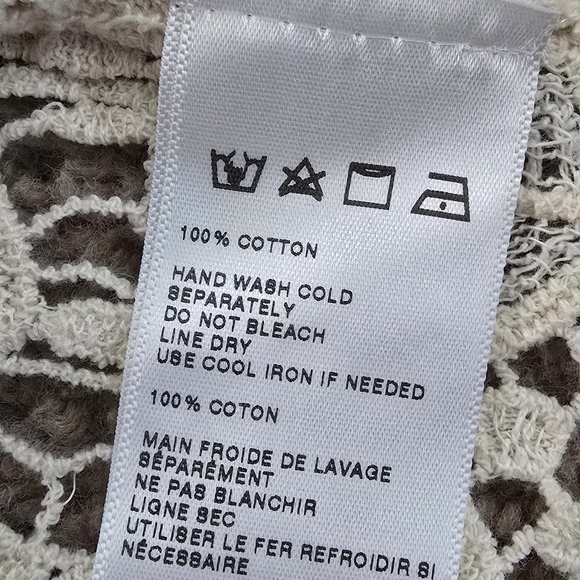 100% COTTON
HAND WASH COLD
SEPARATELY
DO NOT BLEACH
LINE DRY
USE COOL IRON IF NEEDED
100% COTON
MAIN FROIDE DE LAVAGE
SÉPARÉMENT
NE PAS BLANCHIR
LIGNE SEC
UTILISER LE FER REFROIDIR SI
NÉCESSAIRE